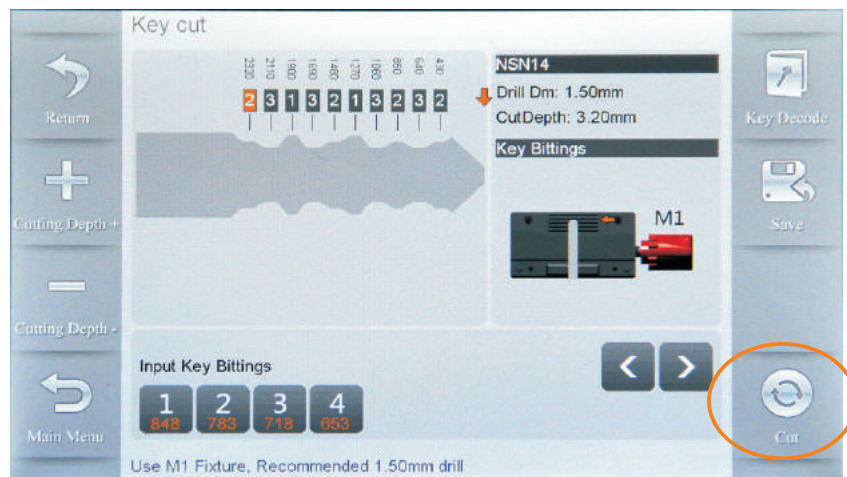 Key cut
Return
Cutting Depth +
Cutting Depth -
Main Menu
2320 2110 1900 1690 1480 1270 1060 850 640 430
2 3 1 3 2 1 3 2 3 2
NSN14
Drill Dm: 1.50mm
CutDepth: 3.20mm
Key Bittings
M1
Input Key Bittings
1 2 3 4
848 783 718 653
< >
Use M1 Fixture, Recommended 1.50mm drill
Key Decode
Save
Cut